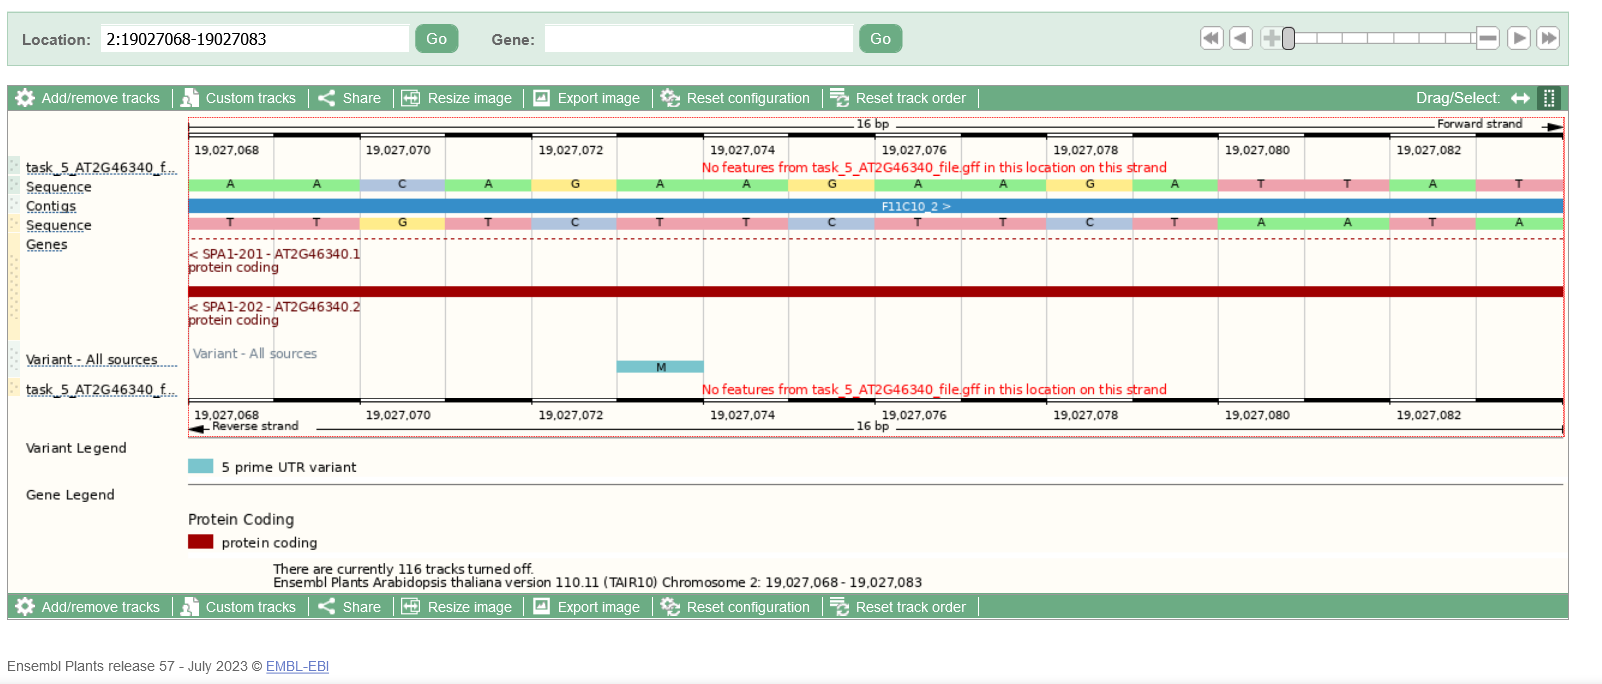 Location: 2:19027068-19027083 Go Gene: Go
Add/remove tracks Custom tracks Share Resize image Export image Reset configuration Reset track order Drag/Select:
16 bp Forward strand
19,027,068 19,027,070 19,027,072 19,027,074 19,027,076 19,027,078 19,027,080 19,027,082
task_5_AT2G46340_f... No features from task_5_AT2G46340_file.gff in this location on this strand
Sequence A A C A G A A G A A G A T T A T
Contigs F11C10_2 >
Sequence T T G T C T T C T T C T A A T A
Genes
< SPA1-201 - AT2G46340.1
protein coding
< SPA1-202 - AT2G46340.2
protein coding
Variant - All sources Variant - All sources
M
task_5_AT2G46340_f... No features from task_5_AT2G46340_file.gff in this location on this strand
19,027,068 19,027,070 19,027,072 19,027,074 19,027,076 19,027,078 19,027,080 19,027,082
Reverse strand 16 bp
Variant Legend
5 prime UTR variant
Gene Legend
Protein Coding
protein coding
There are currently 116 tracks turned off.
Ensembl Plants Arabidopsis thaliana version 110.11 (TAIR10) Chromosome 2: 19,027,068 - 19,027,083
Add/remove tracks Custom tracks Share Resize image Export image Reset configuration Reset track order
Ensembl Plants release 57 - July 2023 © EMBL-EBI